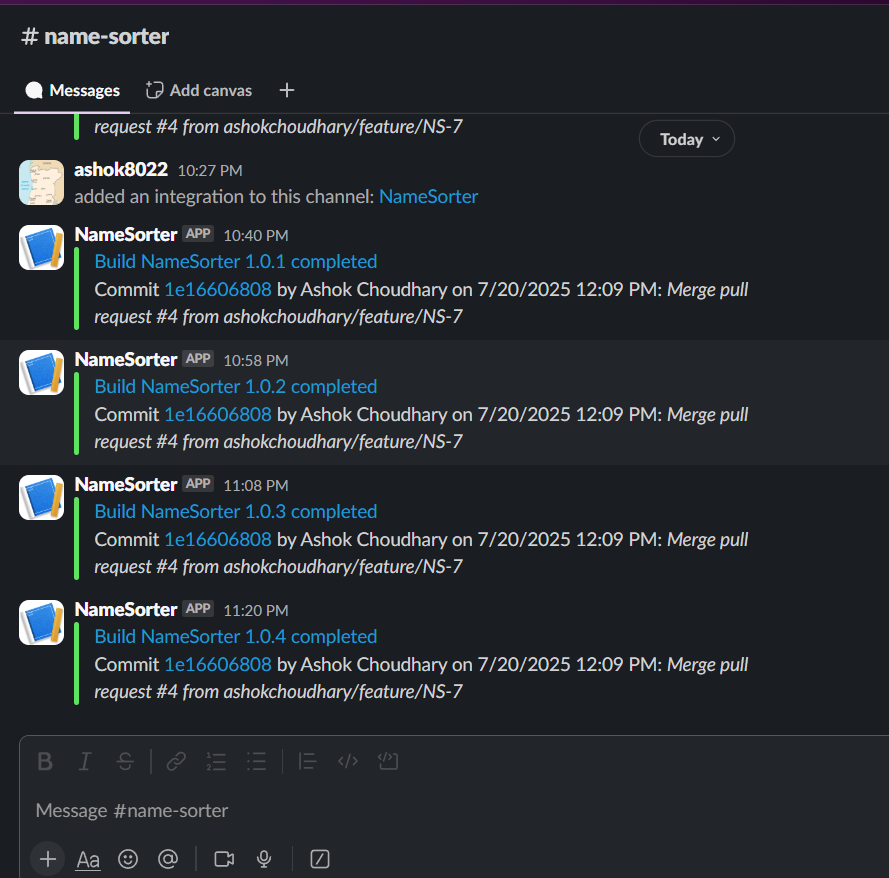 # name-sorter
Messages Add canvas
request #4 from ashokchoudhary/feature/NS-7
Today
ashok8022 10:27 PM
added an integration to this channel: NameSorter
NameSorter APP 10:40 PM
Build NameSorter 1.0.1 completed
Commit 1e16606808 by Ashok Choudhary on 7/20/2025 12:09 PM: Merge pull
request #4 from ashokchoudhary/feature/NS-7
NameSorter APP 10:58 PM
Build NameSorter 1.0.2 completed
Commit 1e16606808 by Ashok Choudhary on 7/20/2025 12:09 PM: Merge pull
request #4 from ashokchoudhary/feature/NS-7
NameSorter APP 11:08 PM
Build NameSorter 1.0.3 completed
Commit 1e16606808 by Ashok Choudhary on 7/20/2025 12:09 PM: Merge pull
request #4 from ashokchoudhary/feature/NS-7
NameSorter APP 11:20 PM
Build NameSorter 1.0.4 completed
Commit 1e16606808 by Ashok Choudhary on 7/20/2025 12:09 PM: Merge pull
request #4 from ashokchoudhary/feature/NS-7
B I S
Message #name-sorter
Aa @